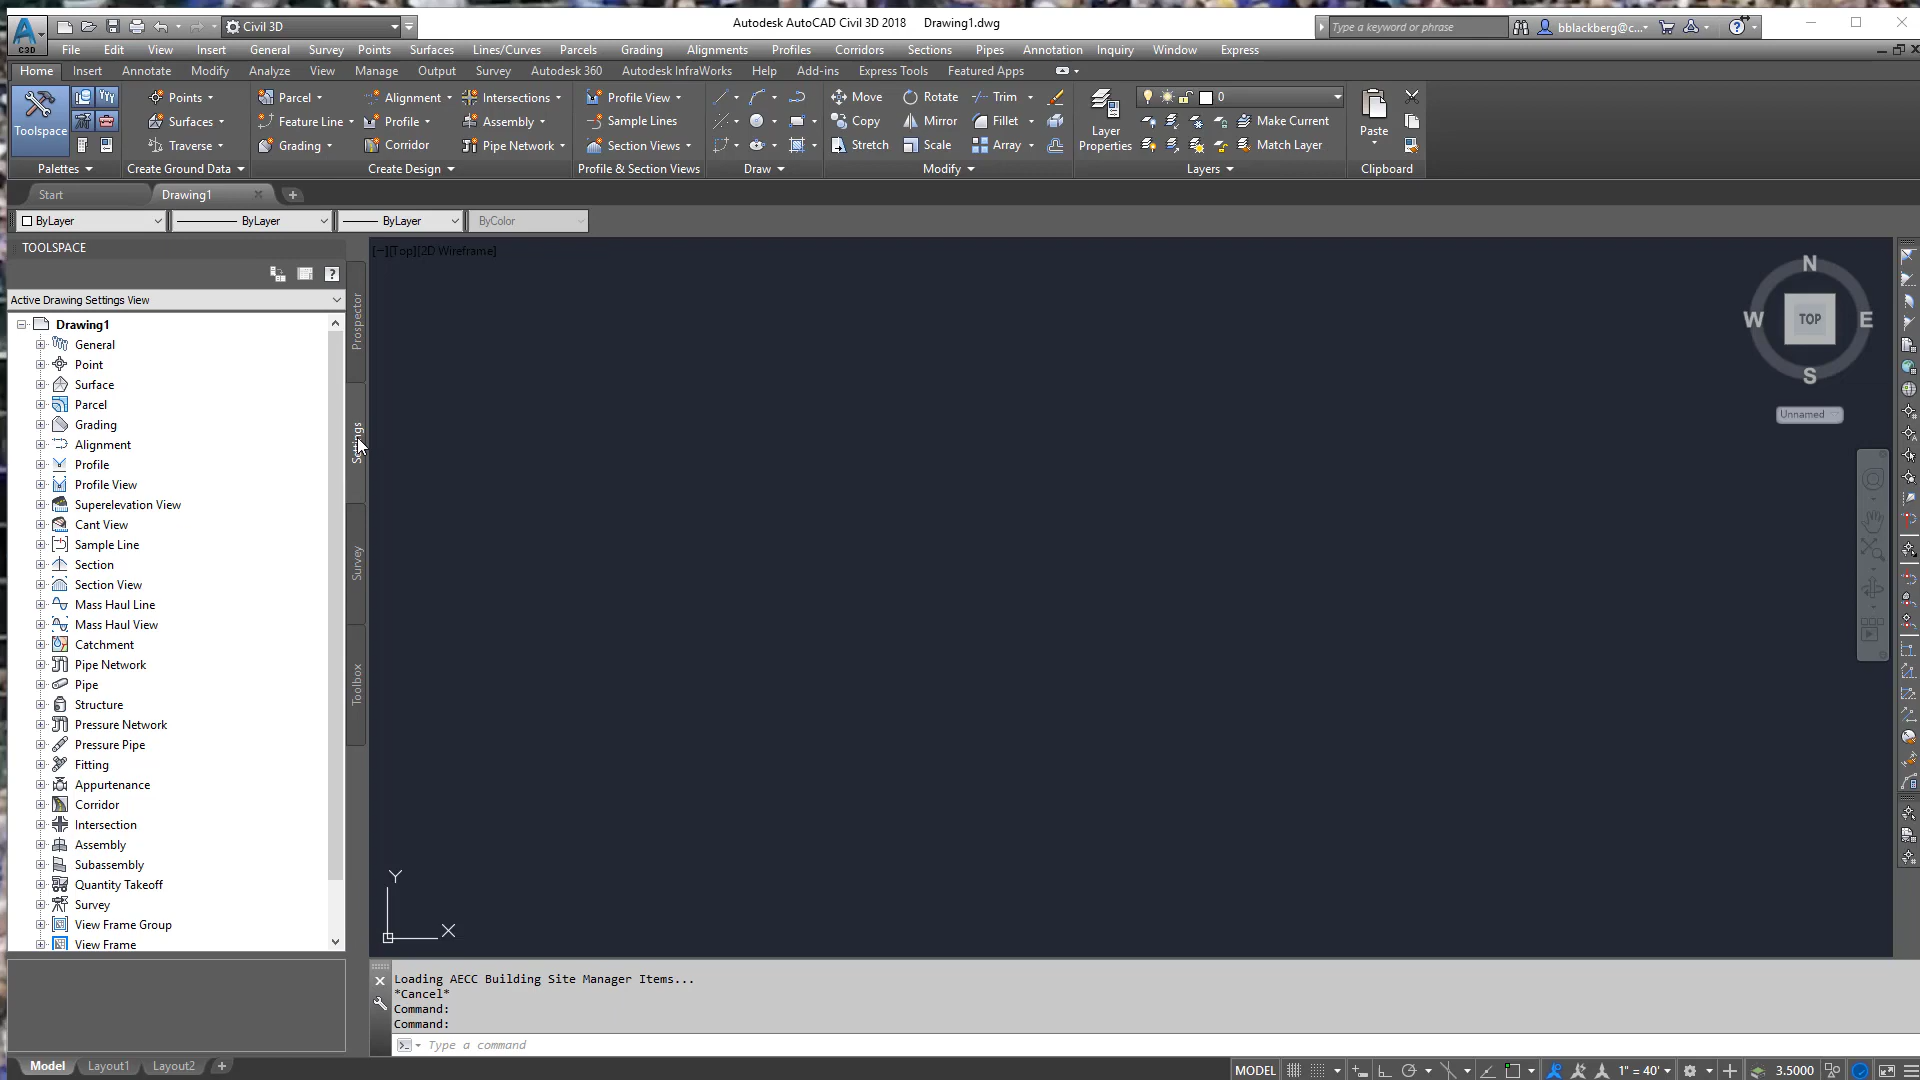 C3D
Civil 3D
Autodesk AutoCAD Civil 3D 2018 Drawing1.dwg
Type a keyword or phrase
bblackberg@c...
File Edit View Insert General Survey Points Surfaces Lines/Curves Parcels Grading Alignments Profiles Corridors Sections Pipes Annotation Inquiry Window Express
Home Insert Annotate Modify Analyze View Manage Output Survey Autodesk 360 Autodesk InfraWorks Help Add-ins Express Tools Featured Apps
Points Parcel Alignment Intersections Profile View Move Rotate Trim 0
Toolspace Surfaces Feature Line Profile Assembly Sample Lines Copy Mirror Fillet Layer Properties Make Current Paste
Traverse Grading Corridor Pipe Network Section Views Stretch Scale Array Match Layer
Palettes Create Ground Data Create Design Profile & Section Views Draw Modify Layers Clipboard
Start Drawing1
ByLayer ByLayer ByLayer ByColor
TOOLSPACE
[−][Top][2D Wireframe]
Active Drawing Settings View
Drawing1
General
Point
Surface
Parcel
Grading
Alignment
Profile
Profile View
Superelevation View
Cant View
Sample Line
Section
Section View
Mass Haul Line
Mass Haul View
Catchment
Pipe Network
Pipe
Structure
Pressure Network
Pressure Pipe
Fitting
Appurtenance
Corridor
Intersection
Assembly
Subassembly
Quantity Takeoff
Survey
View Frame Group
View Frame
Prospector
Settings
Survey
Toolbox
N
W TOP E
S
Unnamed
Y
X
Loading AECC Building Site Manager Items...
*Cancel*
Command:
Command:
Type a command
Model Layout1 Layout2
MODEL 1" = 40' 3.5000